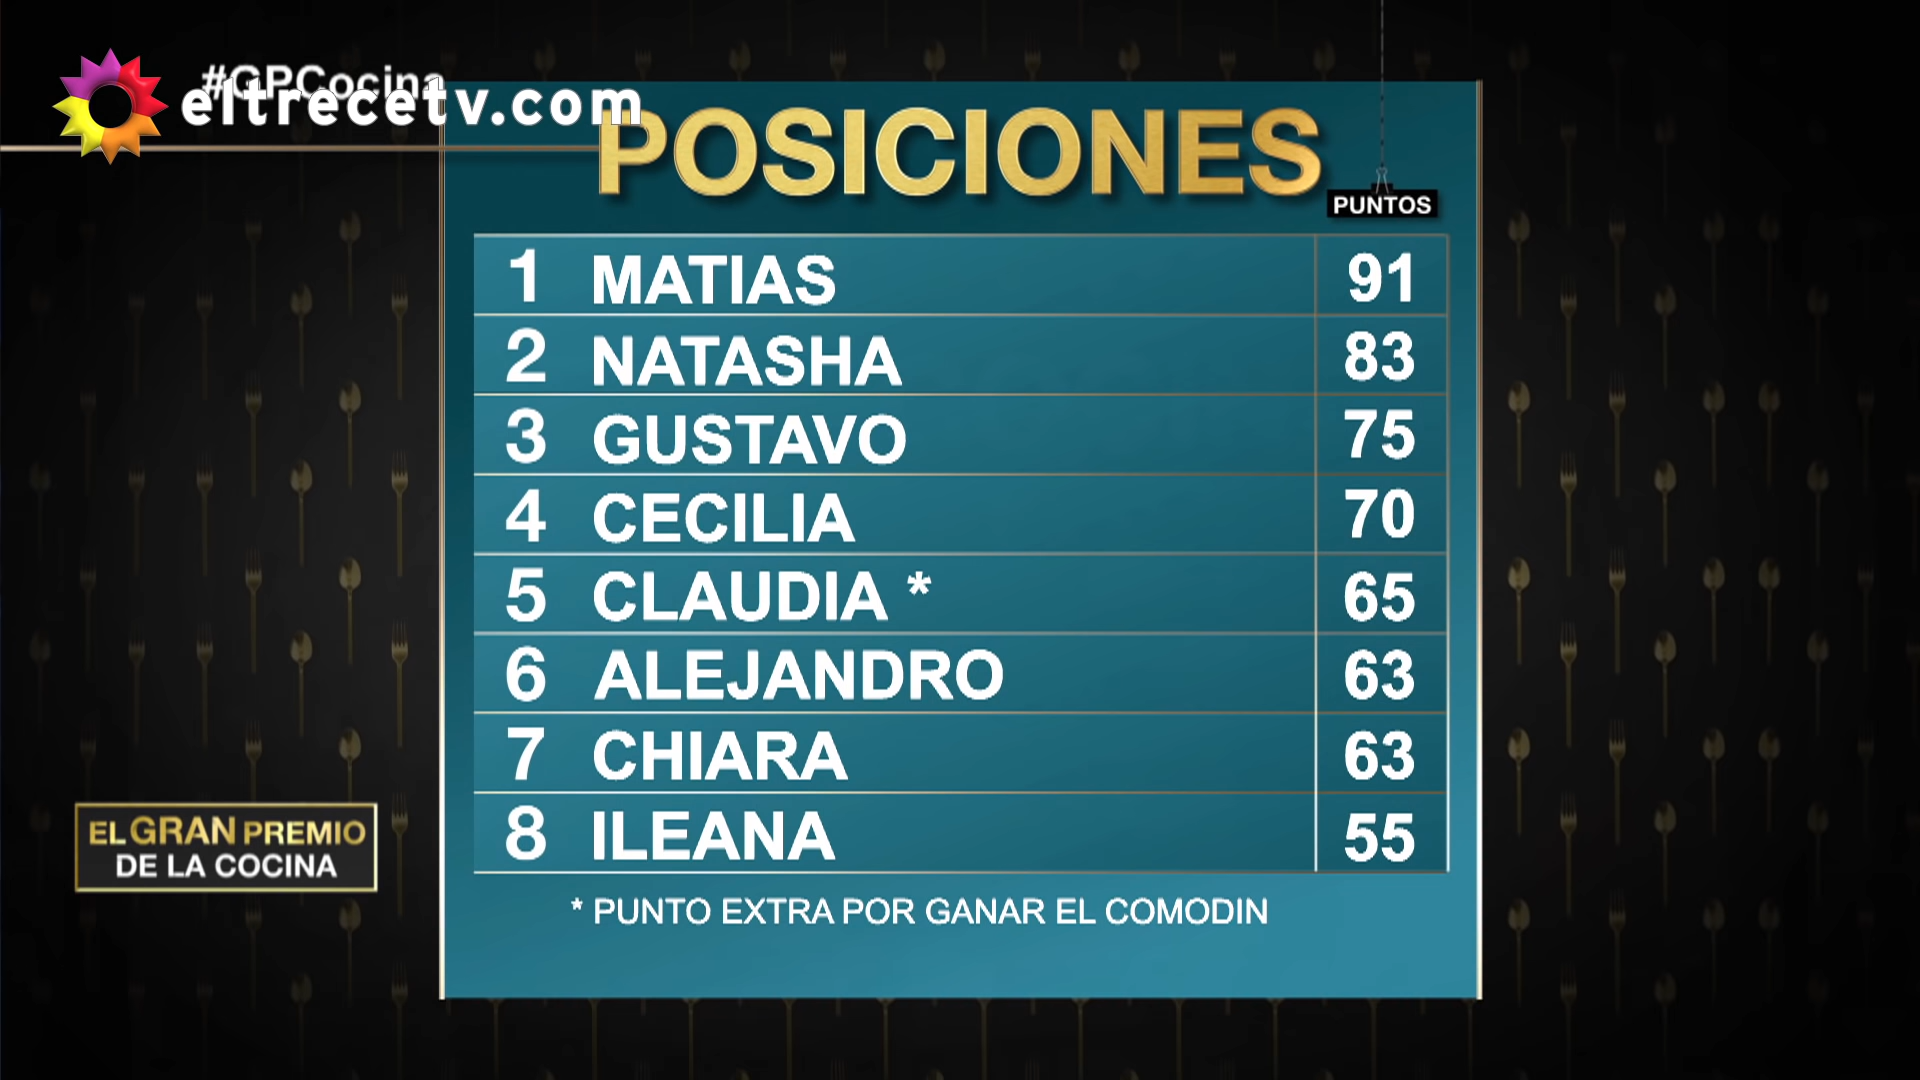 #GPCocina
eltrecetv.com
POSICIONES
PUNTOS
1 MATIAS 91
2 NATASHA 83
3 GUSTAVO 75
4 CECILIA 70
5 CLAUDIA * 65
6 ALEJANDRO 63
7 CHIARA 63
8 ILEANA 55
* PUNTO EXTRA POR GANAR EL COMODIN
EL GRAN PREMIO
DE LA COCINA